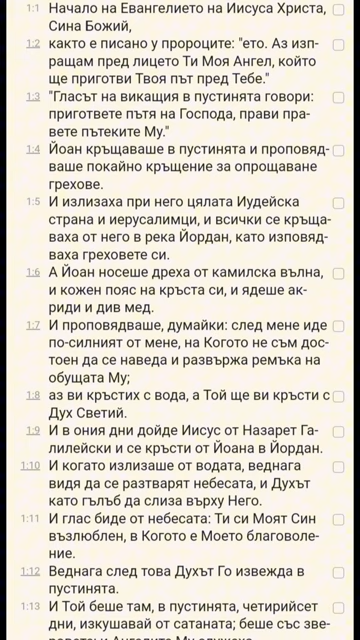 1:1 Начало на Евангелието на Иисуса Христа,
Сина Божий,
1:2 както е писано у пророците: "ето. Аз изп-
ращам пред лицето Ти Моя Ангел, който
ще приготви Твоя път пред Тебе."
1:3 "Гласът на викащия в пустинята говори:
пригответе пътя на Господа, прави пра-
вете пътеките Му."
1:4 Йоан кръщаваше в пустинята и проповяд-
ваше покайно кръщение за опрощаване
грехове.
1:5 И излизаха при него цялата Иудейска
страна и иерусалимци, и всички се кръща-
ваха от него в река Йордан, като изповяд-
ваха греховете си.
1:6 А Йоан носеше дреха от камилска вълна,
и кожен пояс на кръста си, и ядеше ак-
риди и див мед.
1:7 И проповядваше, думайки: след мене иде
по-силният от мене, на Когото не съм дос-
тоен да се наведа и развържа ремъка на
обущата Му;
1:8 аз ви кръстих с вода, а Той ще ви кръсти с
Дух Светий.
1:9 И в ония дни дойде Иисус от Назарет Га-
лилейски и се кръсти от Йоана в Йордан.
1:10 И когато излизаше от водата, веднага
видя да се разтварят небесата, и Духът
като гълъб да слиза върху Него.
1:11 И глас биде от небесата: Ти си Моят Син
възлюблен, в Когото е Моето благоволе-
ние.
1:12 Веднага след това Духът Го извежда в
пустинята.
1:13 И Той беше там, в пустинята, четирийсет
дни, изкушавай от сатаната; беше със зве-